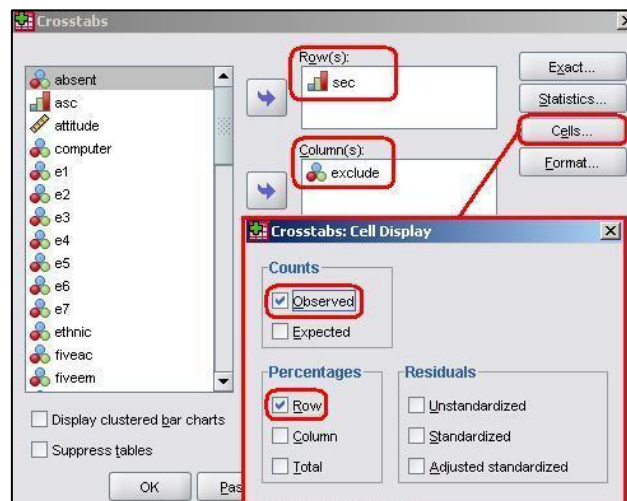 Crosstabs
absent
asc
attitude
computer
e1
e2
e3
e4
e5
e6
e7
ethnic
fiveac
fiveem
Display clustered bar charts
Suppress tables
OK
Row(s):
sec
Column(s):
exclude
Exact...
Statistics...
Cells...
Format...
Crosstabs: Cell Display
Counts
Observed
Expected
Percentages
Row
Column
Total
Residuals
Unstandardized
Standardized
Adjusted standardized